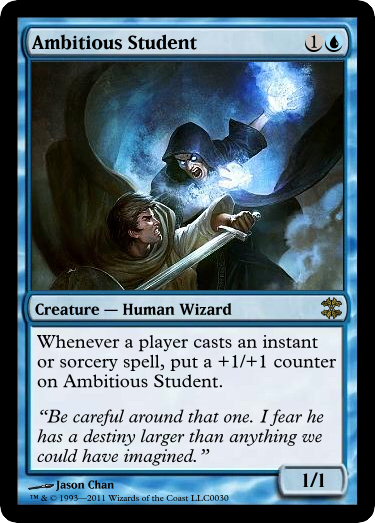 Ambitious Student 1
Creature — Human Wizard
Whenever a player casts an instant
or sorcery spell, put a +1/+1 counter
on Ambitious Student.
“Be careful around that one. I fear he
has a destiny larger than anything we
could have imagined.”
1/1
Jason Chan
™ & © 1993—2011 Wizards of the Coast LLC0030